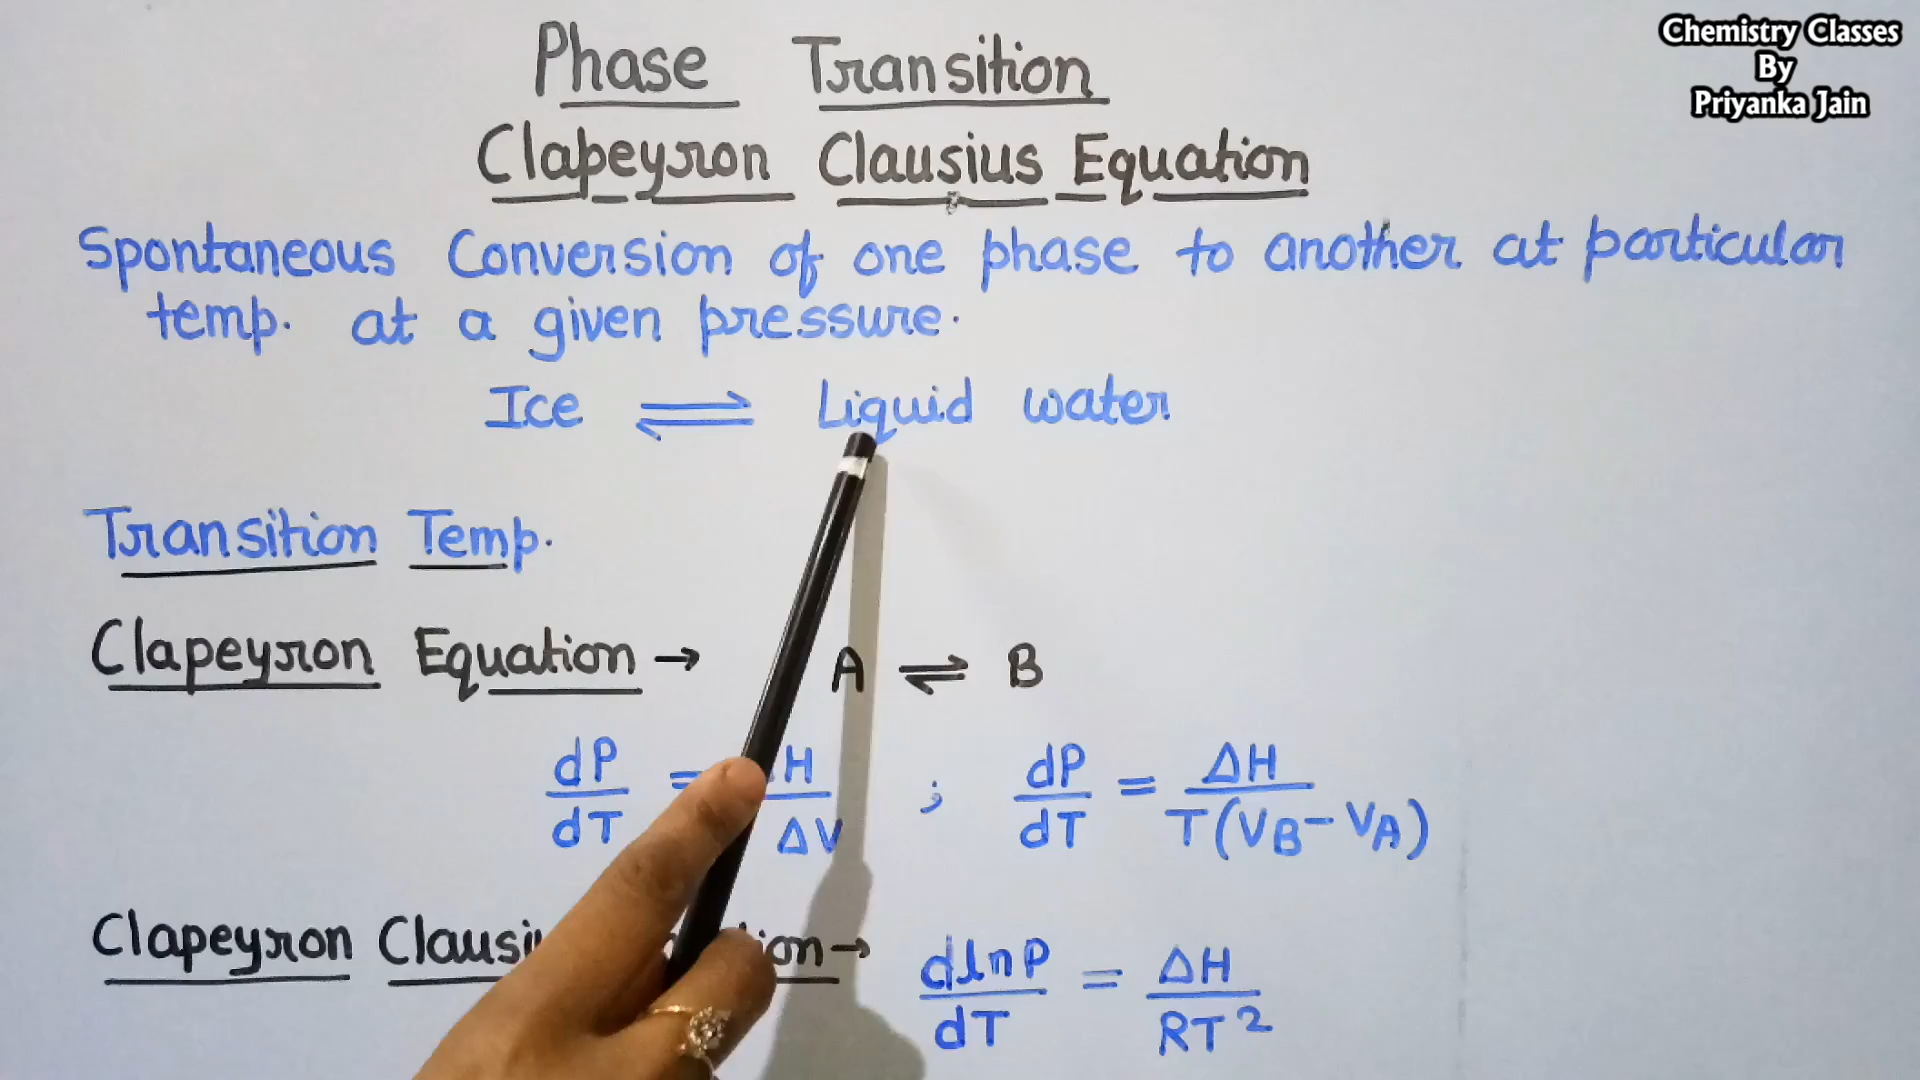 Chemistry Classes
By
Priyanka Jain
Phase Transition
Clapeyron Clausius Equation
Spontaneous Conversion of one phase to another at particular
temp. at a given pressure.
Ice ⇌ Liquid water
Transition Temp.
Clapeyron Equation → A ⇌ B
dP/dT = H/ΔV ; dP/dT = ΔH/T(VB-VA)
Clapeyron → dlnP/dT = ΔH/RT²